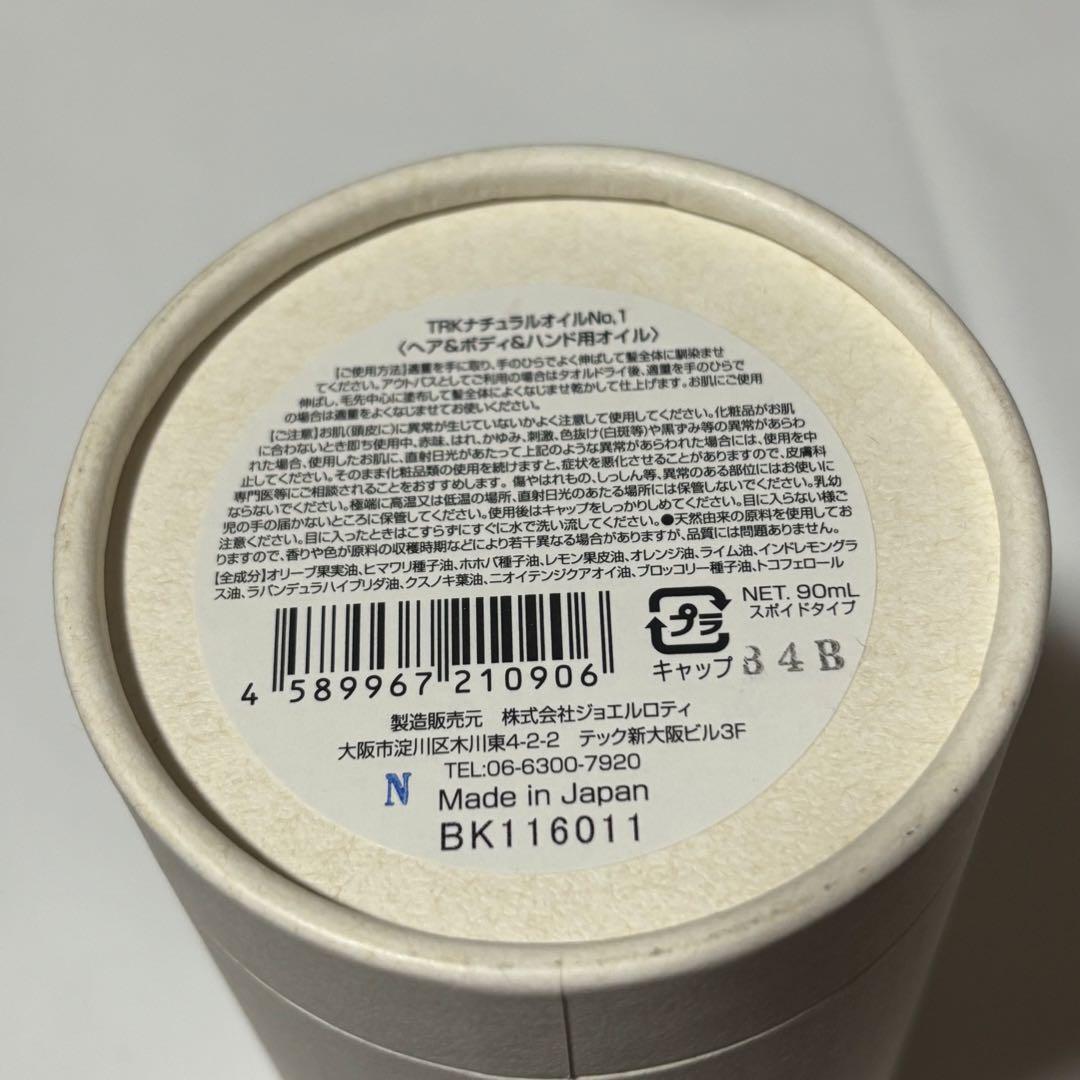 TRKナチュラルオイルNo,1
〈ヘア&ボディ&ハンド用オイル〉
【ご使用方法】適量を手に取り、手のひらでよく伸ばして髪全体に馴染ませ
てください。アウトバスとしてご利用の場合はタオルドライ後、適量を手のひらで
伸ばし、毛先中心に塗布して髪全体によくなじませ乾かして仕上げます。お肌にご使用
の場合は適量をよくなじませてお使いください。
【ご注意】お肌(頭皮に)に異常が生じていないかよく注意して使用してください。化粧品がお肌
に合わないとき即ち使用中、赤味、はれ、かゆみ、刺激、色抜け(白斑等)や黒ずみ等の異常があらわ
れた場合、使用したお肌に、直射日光があたって上記のような異常があらわれた場合には、使用を中
止してください。そのまま化粧品類の使用を続けますと、症状を悪化させることがありますので、皮膚科
専門医等にご相談されることをおすすめします。傷やはれもの、しっしん等、異常のある部位にはお使いに
ならないでください。極端に高温又は低温の場所、直射日光のあたる場所には保管しないでください。乳幼
児の手の届かないところに保管してください。使用後はキャップをしっかりしめてください。目に入らない様ご
注意ください。目に入ったときはこすらずにすぐに水で洗い流してください。●天然由来の原料を使用してお
りますので、香りや色が原料の収穫時期などにより若干異なる場合がありますが、品質には問題ありません。
【全成分】オリーブ果実油、ヒマワリ種子油、ホホバ種子油、レモン果皮油、オレンジ油、ライム油、インドレモングラ
ス油、ラバンデュラハイブリダ油、クスノキ葉油、ニオイテンジクアオイ油、ブロッコリー種子油、トコフェロール
プラ
キャップ
NET. 90mL
スポイドタイプ
34B
4 589967 210906
製造販売元 株式会社ジョエルロティ
大阪市淀川区木川東4-2-2 テック新大阪ビル3F
TEL:06-6300-7920
N Made in Japan
BK116011